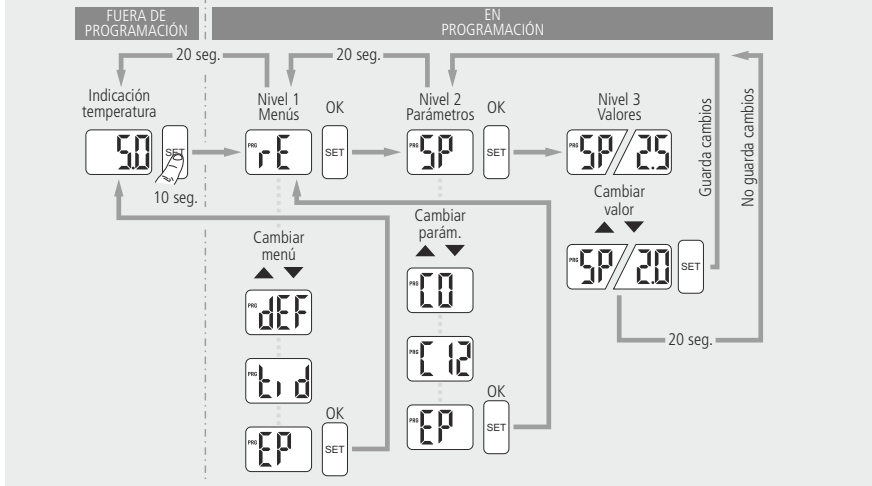 FUERA DE
PROGRAMACIÓN
EN
PROGRAMACIÓN
20 seg.
20 seg.
Indicación
temperatura
Nivel 1
Menús
OK
Nivel 2
Parámetros
OK
Nivel 3
Valores
5.0
SET
PRG
rE
SET
PRG
SP
SET
PRG
SP
2.5
Guarda cambios
No guarda cambios
10 seg.
Cambiar
menú
Cambiar
parám.
Cambiar
valor
PRG
dEF
PRG
C0
PRG
SP
2.0
SET
PRG
tid
PRG
C12
20 seg.
OK
PRG
EP
SET
OK
PRG
EP
SET